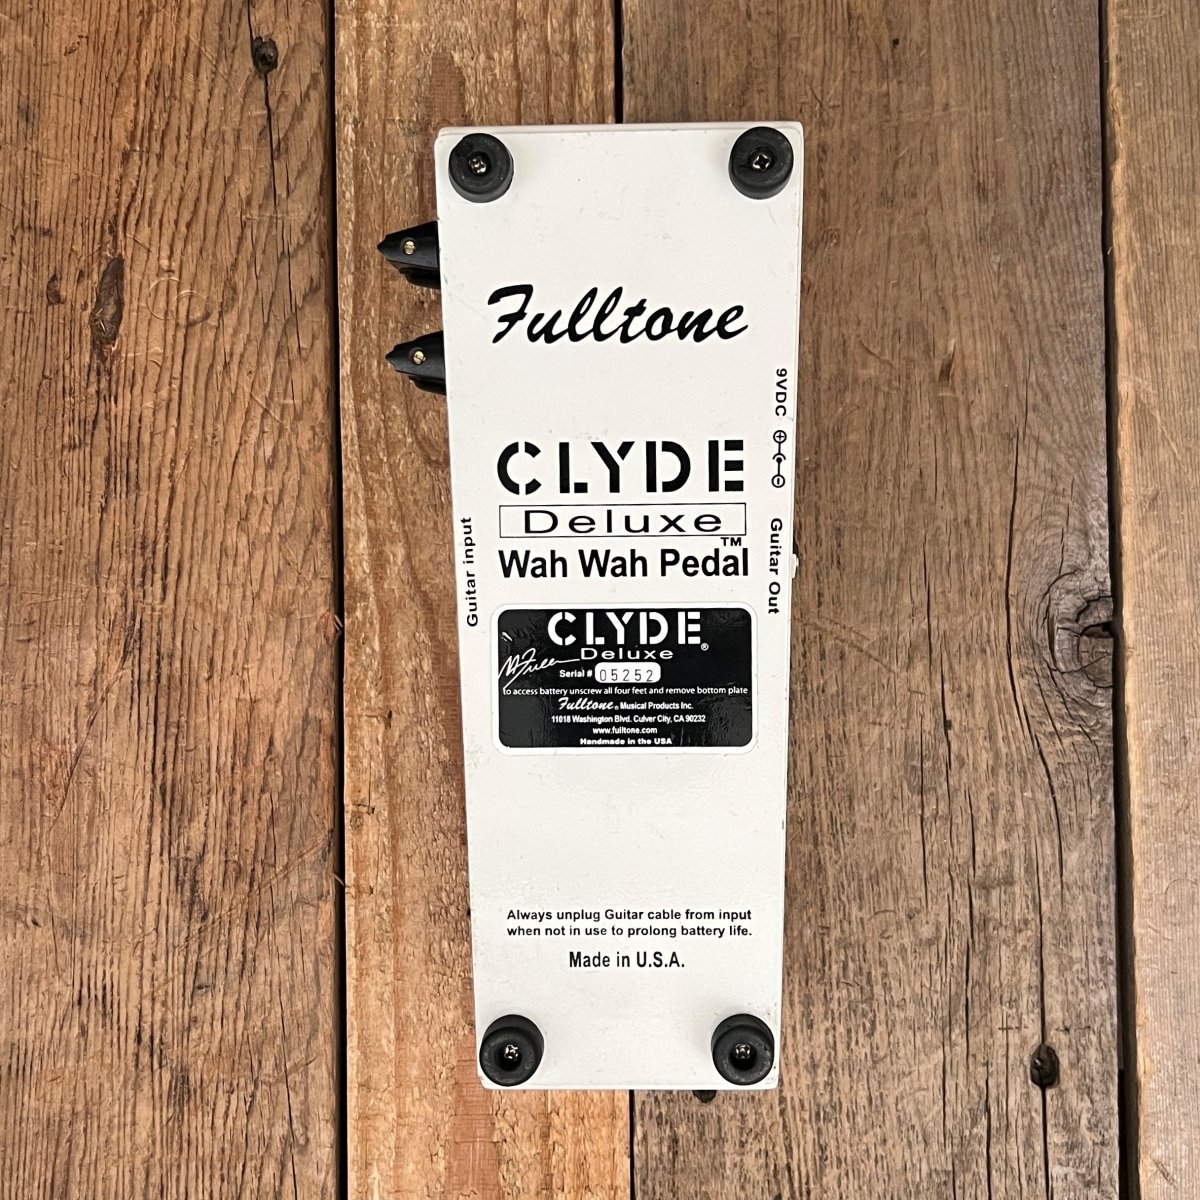 Fulltone
9VDC
CLYDE
Deluxe
Wah Wah Pedal™
Guitar input
Guitar Out
CLYDE®
Deluxe
M Fuller
Serial # 05252
to access battery unscrew all four feet and remove bottom plate
Fulltone® Musical Products Inc.
11018 Washington Blvd. Culver City, CA 90232
www.fulltone.com
Handmade in the USA
Always unplug Guitar cable from input
when not in use to prolong battery life.
Made in U.S.A.